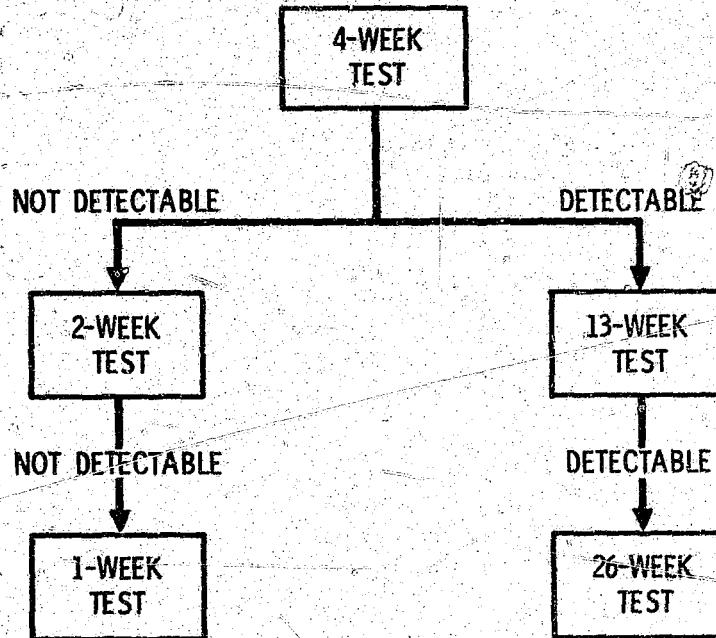 4-WEEK
TEST
NOT DETECTABLE
DETECTABLE
2-WEEK
TEST
13-WEEK
TEST
NOT DETECTABLE
DETECTABLE
1-WEEK
TEST
26-WEEK
TEST